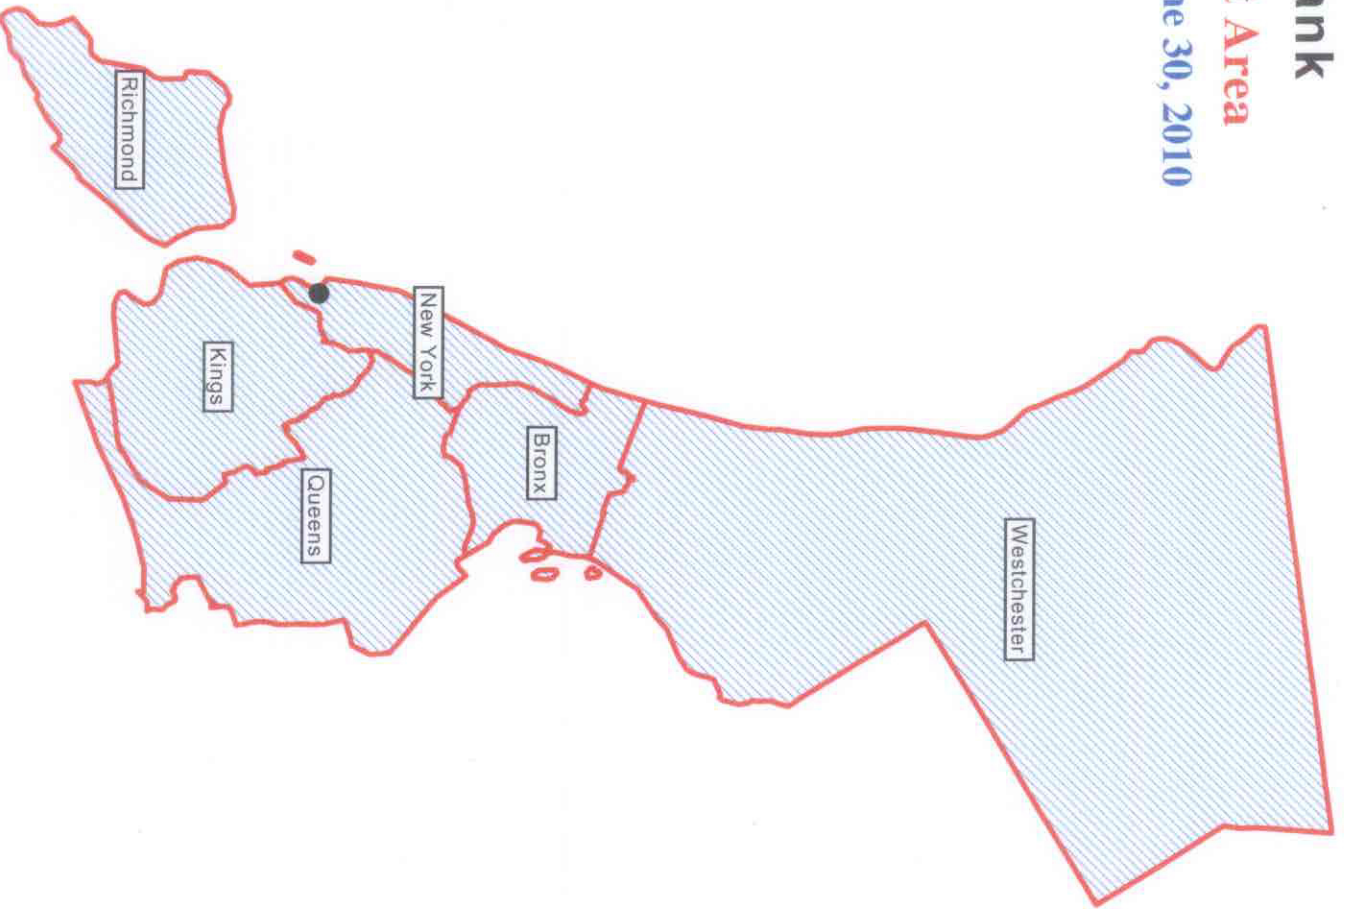 ank
Area
ne 30, 2010
Westchester
Bronx
New York
Queens
Kings
Richmond